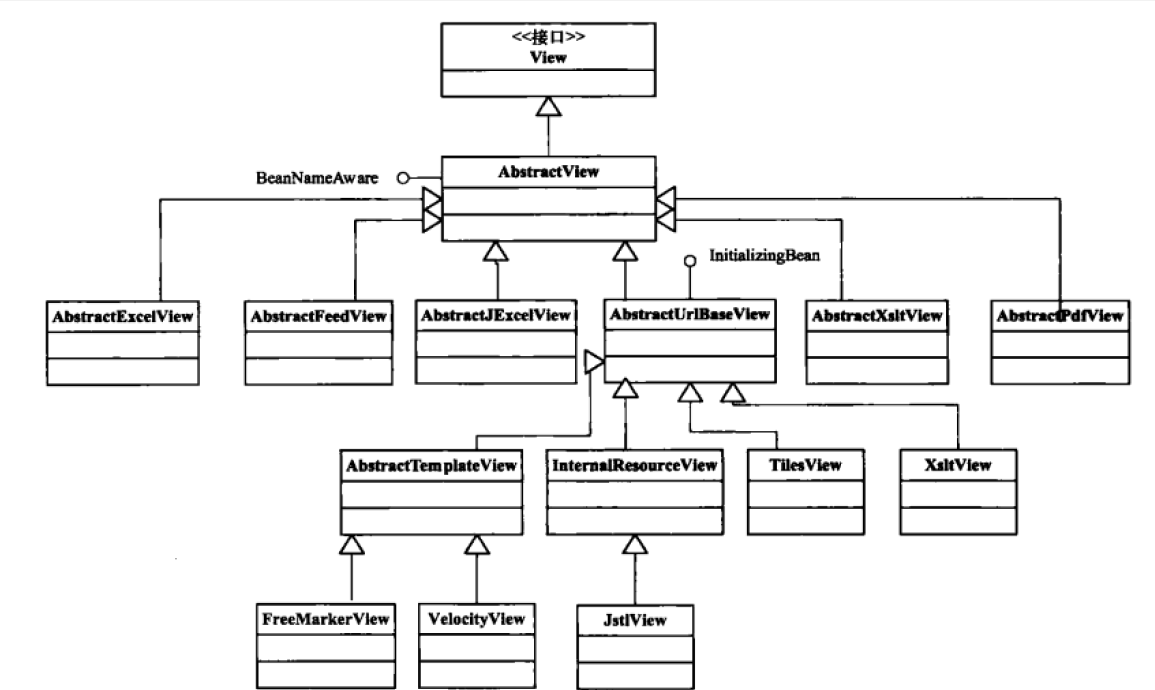 <<接口>>
View
AbstractView
BeanNameAware
InitializingBean
AbstractExcelView
AbstractFeedView
AbstractJExcelView
AbstractUrlBaseView
AbstractXsltView
AbstractPdfView
AbstractTemplateView
InternalResourceView
TilesView
XsltView
FreeMarkerView
VelocityView
JstlView